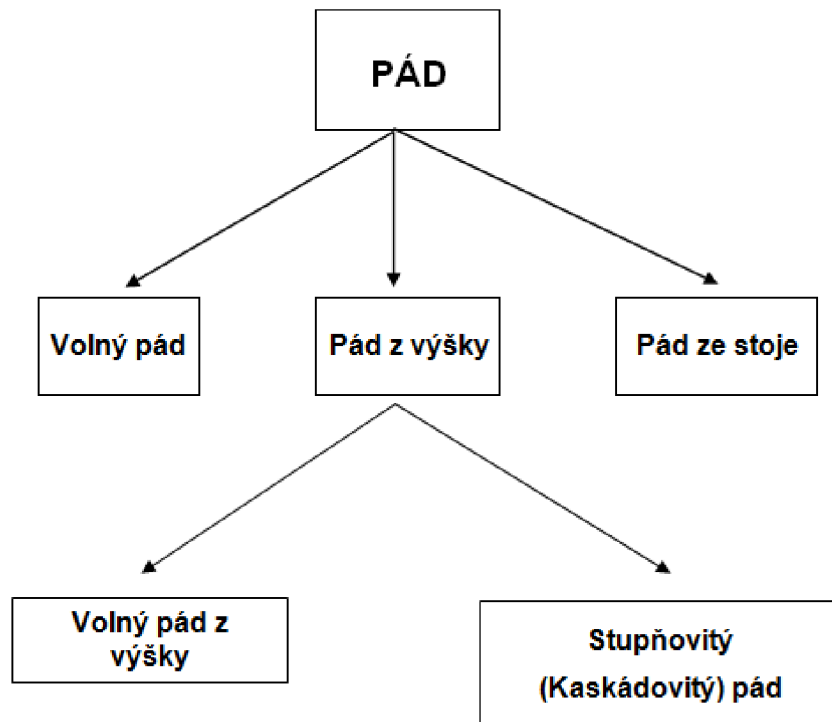 PÁD
Volný pád
Pád z výšky
Pád ze stoje
Volný pád z
výšky
Stupňovitý
(Kaskádovitý) pád